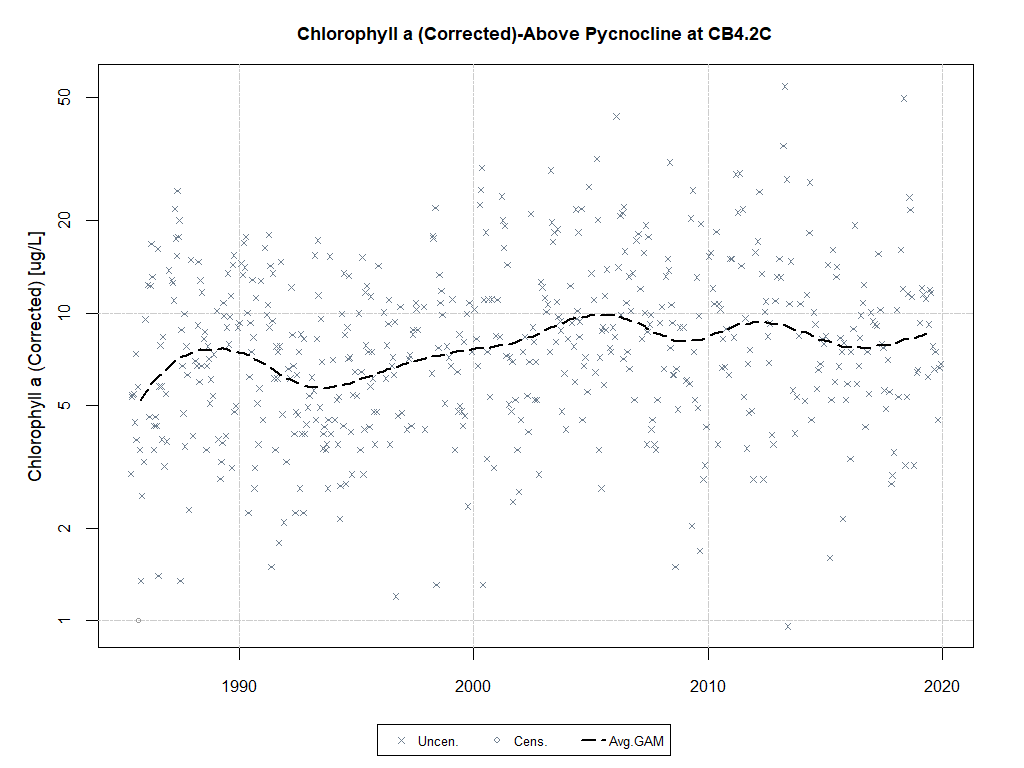 Chlorophyll a (Corrected)-Above Pycnocline at CB4.2C
Chlorophyll a (Corrected) [ug/L]
50
20
10
5
2
1
1990 2000 2010 2020
Uncen. Cens. Avg.GAM